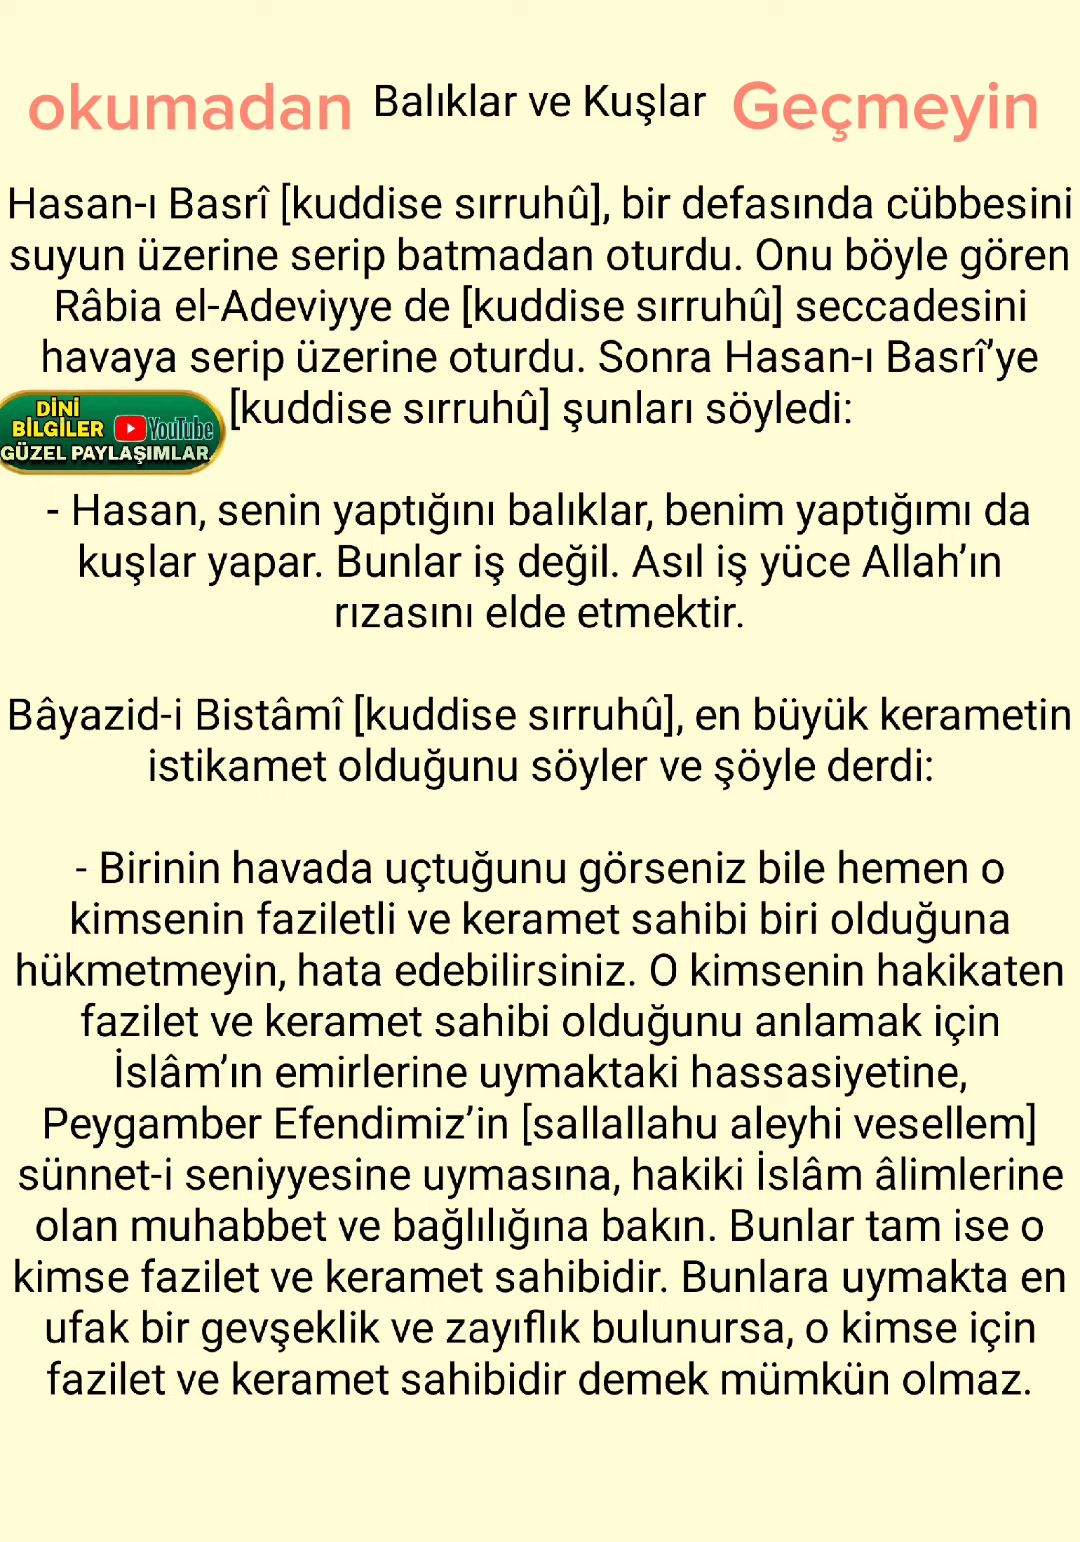 okumadan Balıklar ve Kuşlar Geçmeyin
Hasan-ı Basrî [kuddise sırruhû], bir defasında cübbesini
suyun üzerine serip batmadan oturdu. Onu böyle gören
Râbia el-Adeviyye de [kuddise sırruhû] seccadesini
havaya serip üzerine oturdu. Sonra Hasan-ı Basrî’ye
[kuddise sırruhû] şunları söyledi:
DİNİ
BİLGİLER YouTube
GÜZEL PAYLAŞIMLAR
- Hasan, senin yaptığını balıklar, benim yaptığımı da
kuşlar yapar. Bunlar iş değil. Asıl iş yüce Allah’ın
rızasını elde etmektir.
Bâyazid-i Bistâmî [kuddise sırruhû], en büyük kerametin
istikamet olduğunu söyler ve şöyle derdi:
- Birinin havada uçtuğunu görseniz bile hemen o
kimsenin faziletli ve keramet sahibi biri olduğuna
hükmetmeyin, hata edebilirsiniz. O kimsenin hakikaten
fazilet ve keramet sahibi olduğunu anlamak için
İslâm’ın emirlerine uymaktaki hassasiyetine,
Peygamber Efendimiz’in [sallallahu aleyhi vesellem]
sünnet-i seniyyesine uymasına, hakiki İslâm âlimlerine
olan muhabbet ve bağlılığına bakın. Bunlar tam ise o
kimse fazilet ve keramet sahibidir. Bunlara uymakta en
ufak bir gevşeklik ve zayıflık bulunursa, o kimse için
fazilet ve keramet sahibidir demek mümkün olmaz.